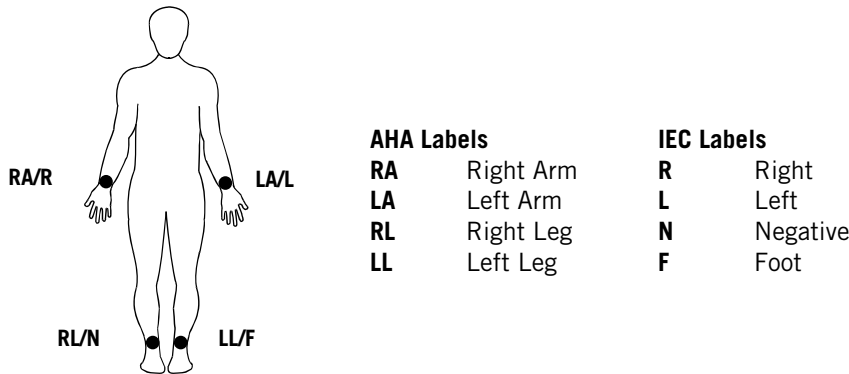 RA/R
LA/L
RL/N
LL/F
AHA Labels
RA Right Arm
LA Left Arm
RL Right Leg
LL Left Leg
IEC Labels
R Right
L Left
N Negative
F Foot